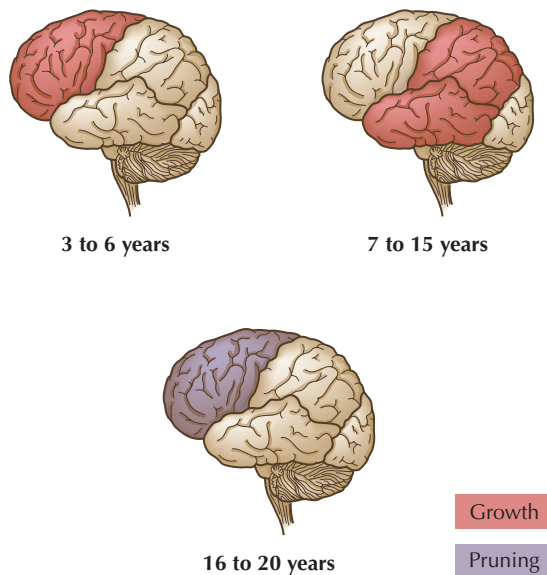 3 to 6 years
7 to 15 years
16 to 20 years
Growth
Pruning